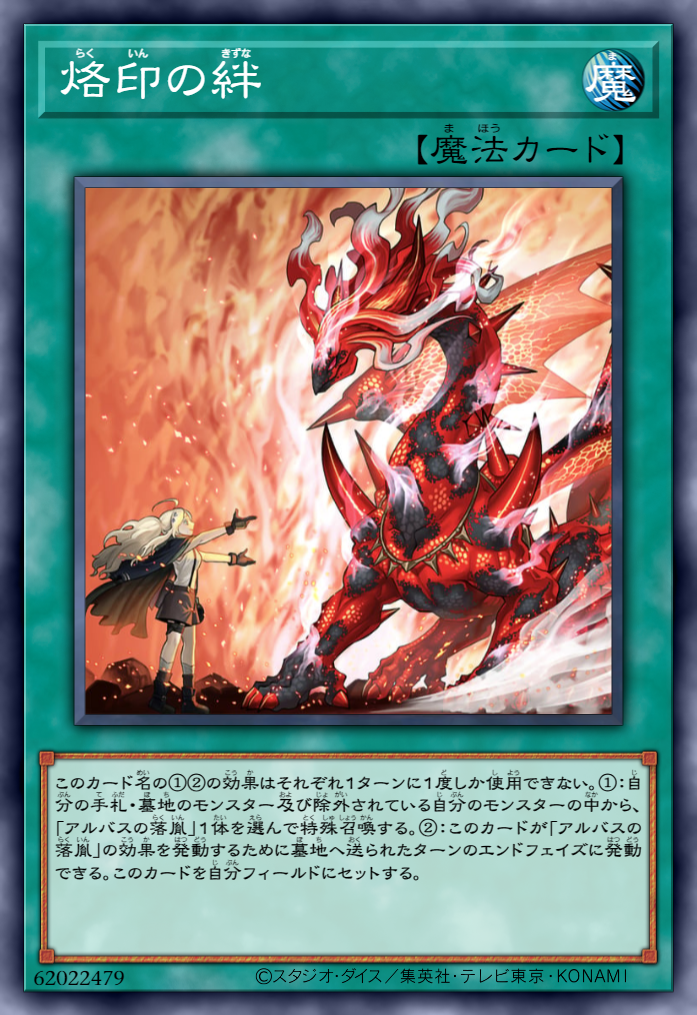 烙印の絆
魔
【魔法カード】
このカード名の①②の効果はそれぞれ1ターンに1度しか使用できない。①:自
分の手札・墓地のモンスター及び除外されている自分のモンスターの中から、
「アルバスの落胤」1体を選んで特殊召喚する。②:このカードが「アルバスの
落胤」の効果を発動するために墓地へ送られたターンのエンドフェイズに発動
できる。このカードを自分フィールドにセットする。
62022479
©スタジオ・ダイス/集英社・テレビ東京・KONAMI